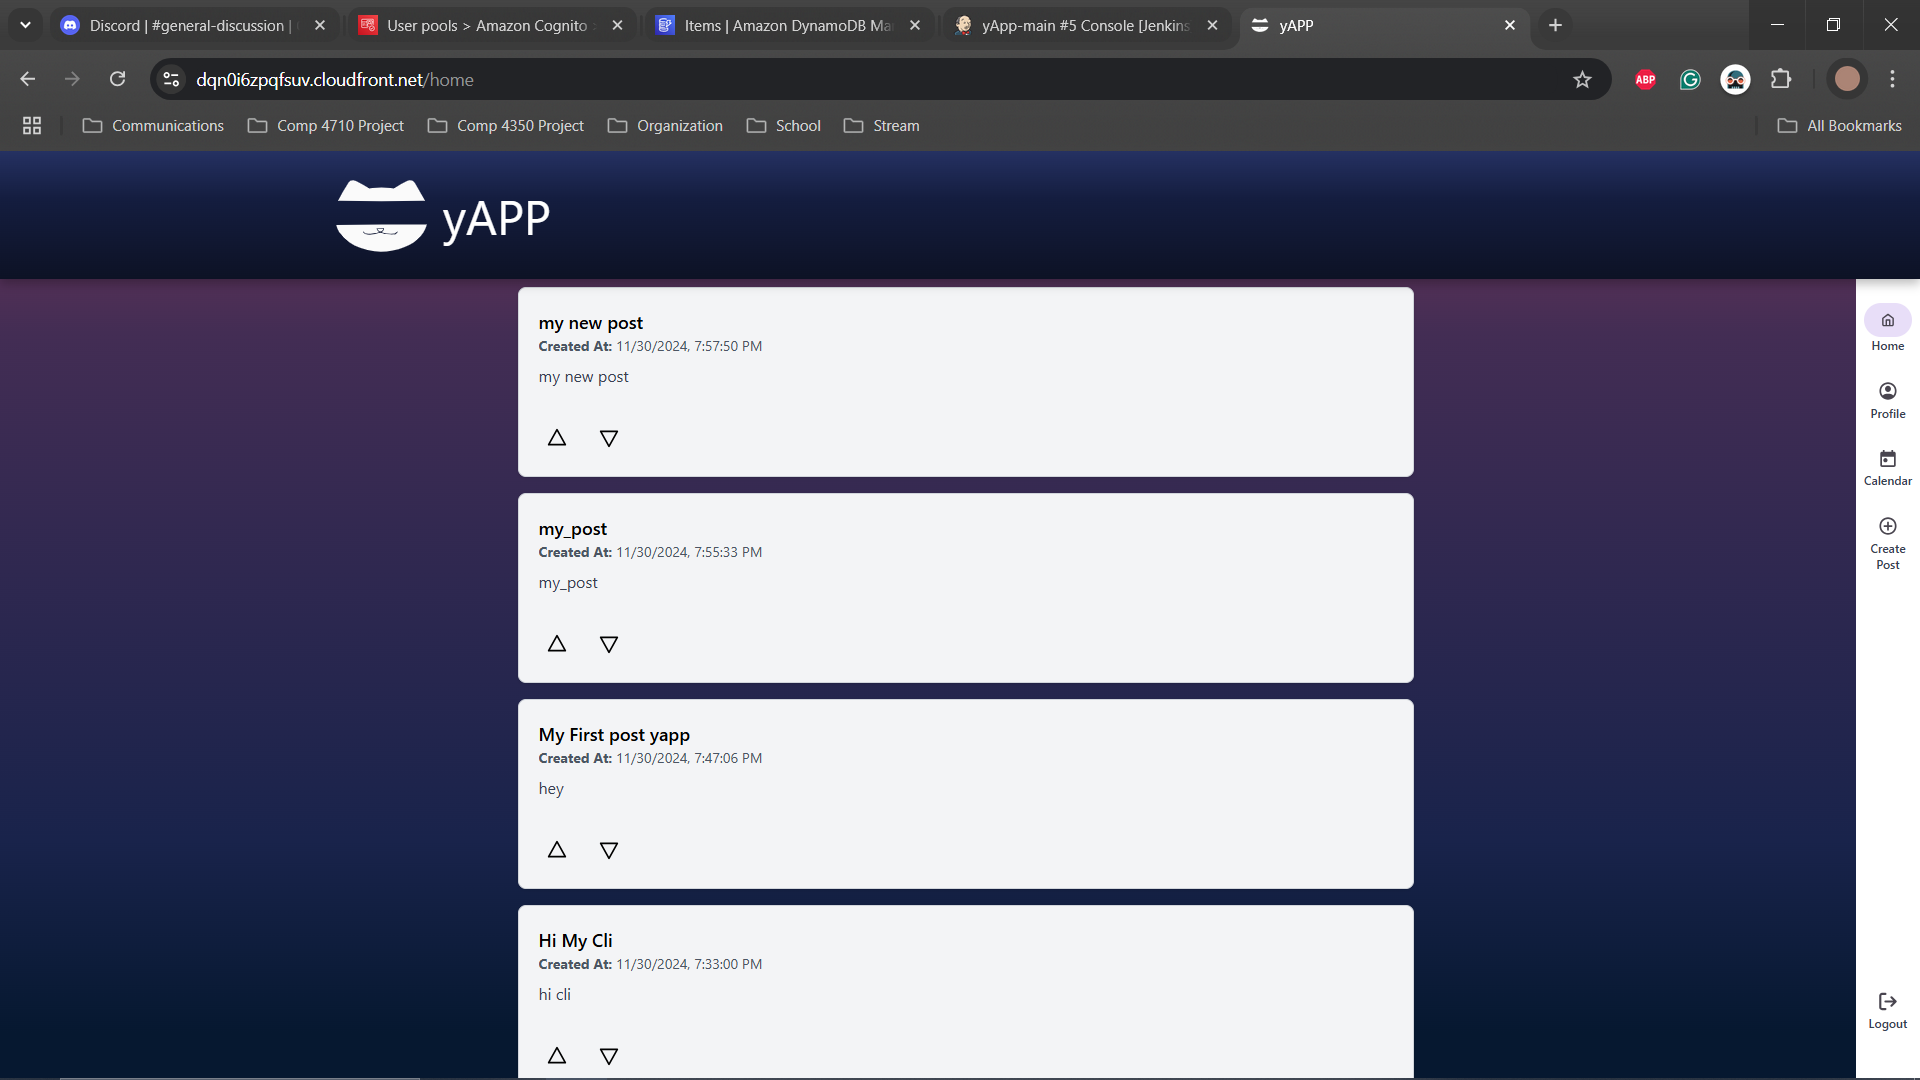 Discord | #general-discussion |
User pools > Amazon Cognito
Items | Amazon DynamoDB Ma
yApp-main #5 Console [Jenkins
yAPP
dqn0i6zpqfsuv.cloudfront.net/home
ABP
Communications
Comp 4710 Project
Comp 4350 Project
Organization
School
Stream
All Bookmarks
yAPP
my new post
Created At: 11/30/2024, 7:57:50 PM
my new post
my_post
Created At: 11/30/2024, 7:55:33 PM
my_post
My First post yapp
Created At: 11/30/2024, 7:47:06 PM
hey
Hi My Cli
Created At: 11/30/2024, 7:33:00 PM
hi cli
Home
Profile
Calendar
Create
Post
Logout